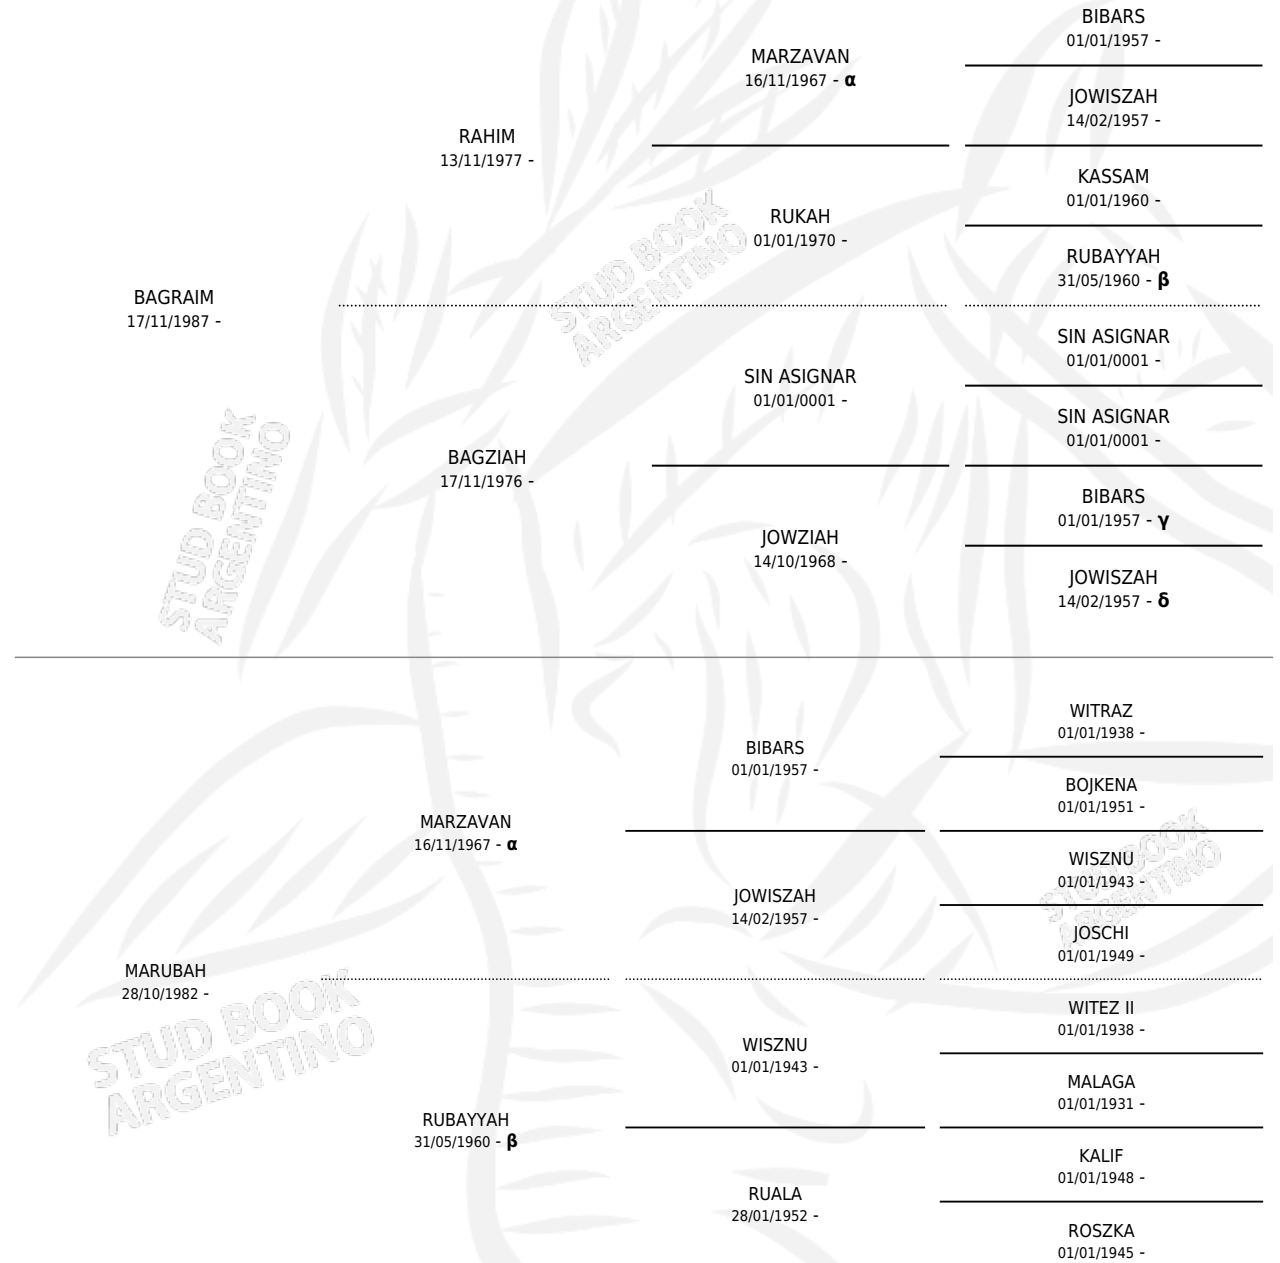 BIBARS
01/01/1957 -
MARZAVAN
16/11/1967 - α
JOWISZAH
14/02/1957 -
RAHIM
13/11/1977 -
KASSAM
01/01/1960 -
RUKAH
01/01/1970 -
RUBAYYAH
31/05/1960 - β
BAGRAIM
17/11/1987 -
SIN ASIGNAR
01/01/0001 -
SIN ASIGNAR
01/01/0001 -
SIN ASIGNAR
01/01/0001 -
BAGZIAH
17/11/1976 -
BIBARS
01/01/1957 - γ
JOWZIAH
14/10/1968 -
JOWISZAH
14/02/1957 - δ
WITRAZ
01/01/1938 -
BIBARS
01/01/1957 -
BOJKENA
01/01/1951 -
MARZAVAN
16/11/1967 - α
WISZNU
01/01/1943 -
JOWISZAH
14/02/1957 -
JOSCHI
01/01/1949 -
MARUBAH
28/10/1982 -
WITEZ II
01/01/1938 -
WISZNU
01/01/1943 -
MALAGA
01/01/1931 -
RUBAYYAH
31/05/1960 - β
KALIF
01/01/1948 -
RUALA
28/01/1952 -
ROSZKA
01/01/1945 -
STUD BOOK
ARGENTINO
STUD BOOK
ARGENTINO
STUD BOOK
ARGENTINO
STUD BOOK
ARGENTINO